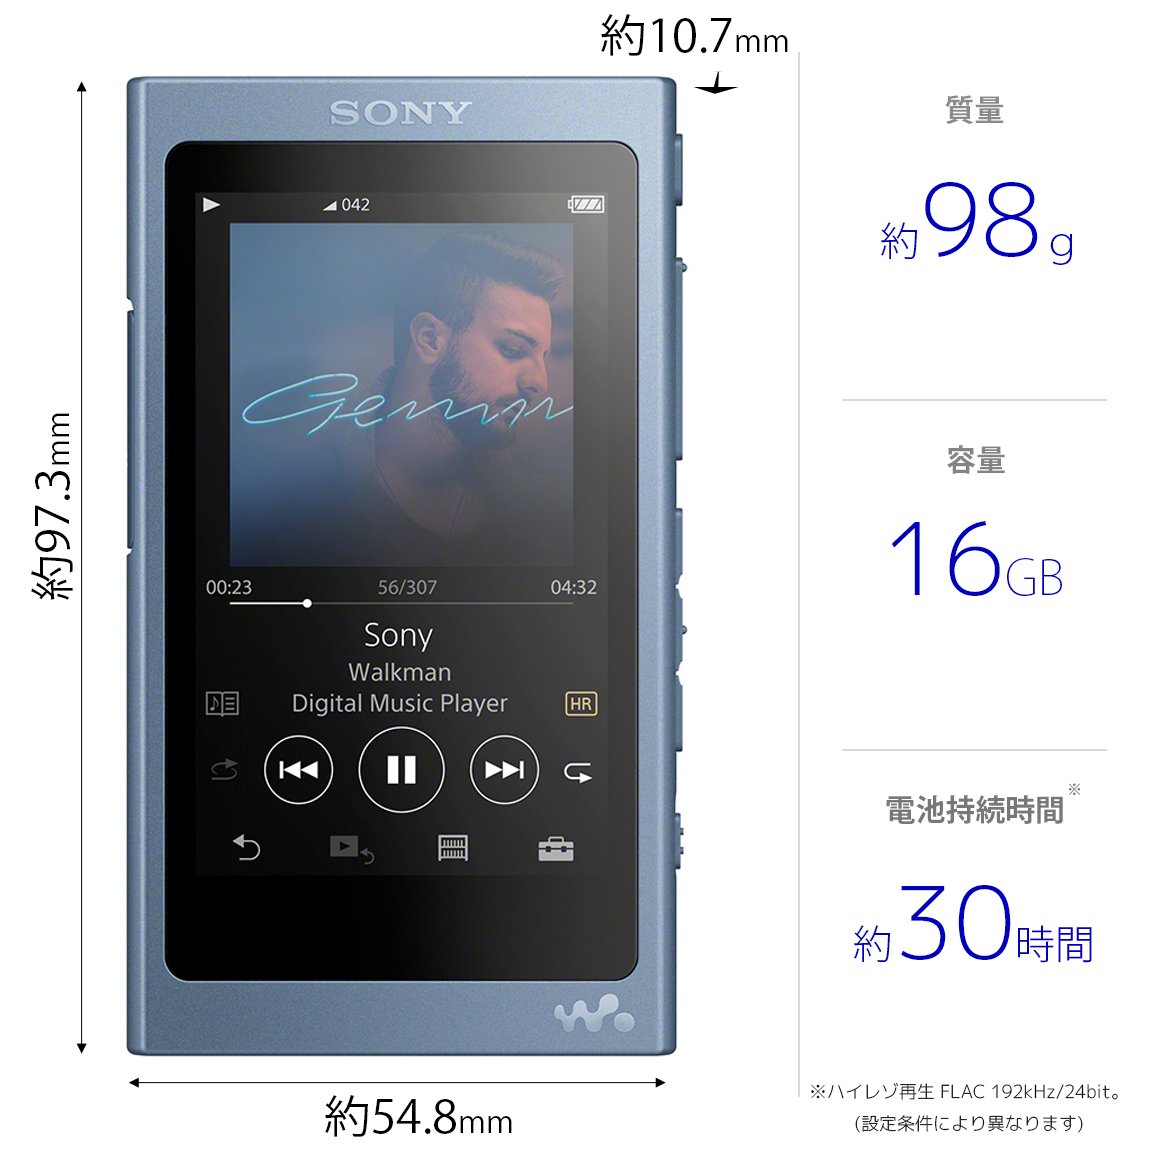 約10.7mm
SONY
042
Gemin
00:23 56/307 04:32
Sony
Walkman
Digital Music Player
HR
約97.3mm
約54.8mm
質量
約98g
容量
16GB
電池持続時間※
約30時間
※ハイレゾ再生 FLAC 192kHz/24bit。
(設定条件により異なります)